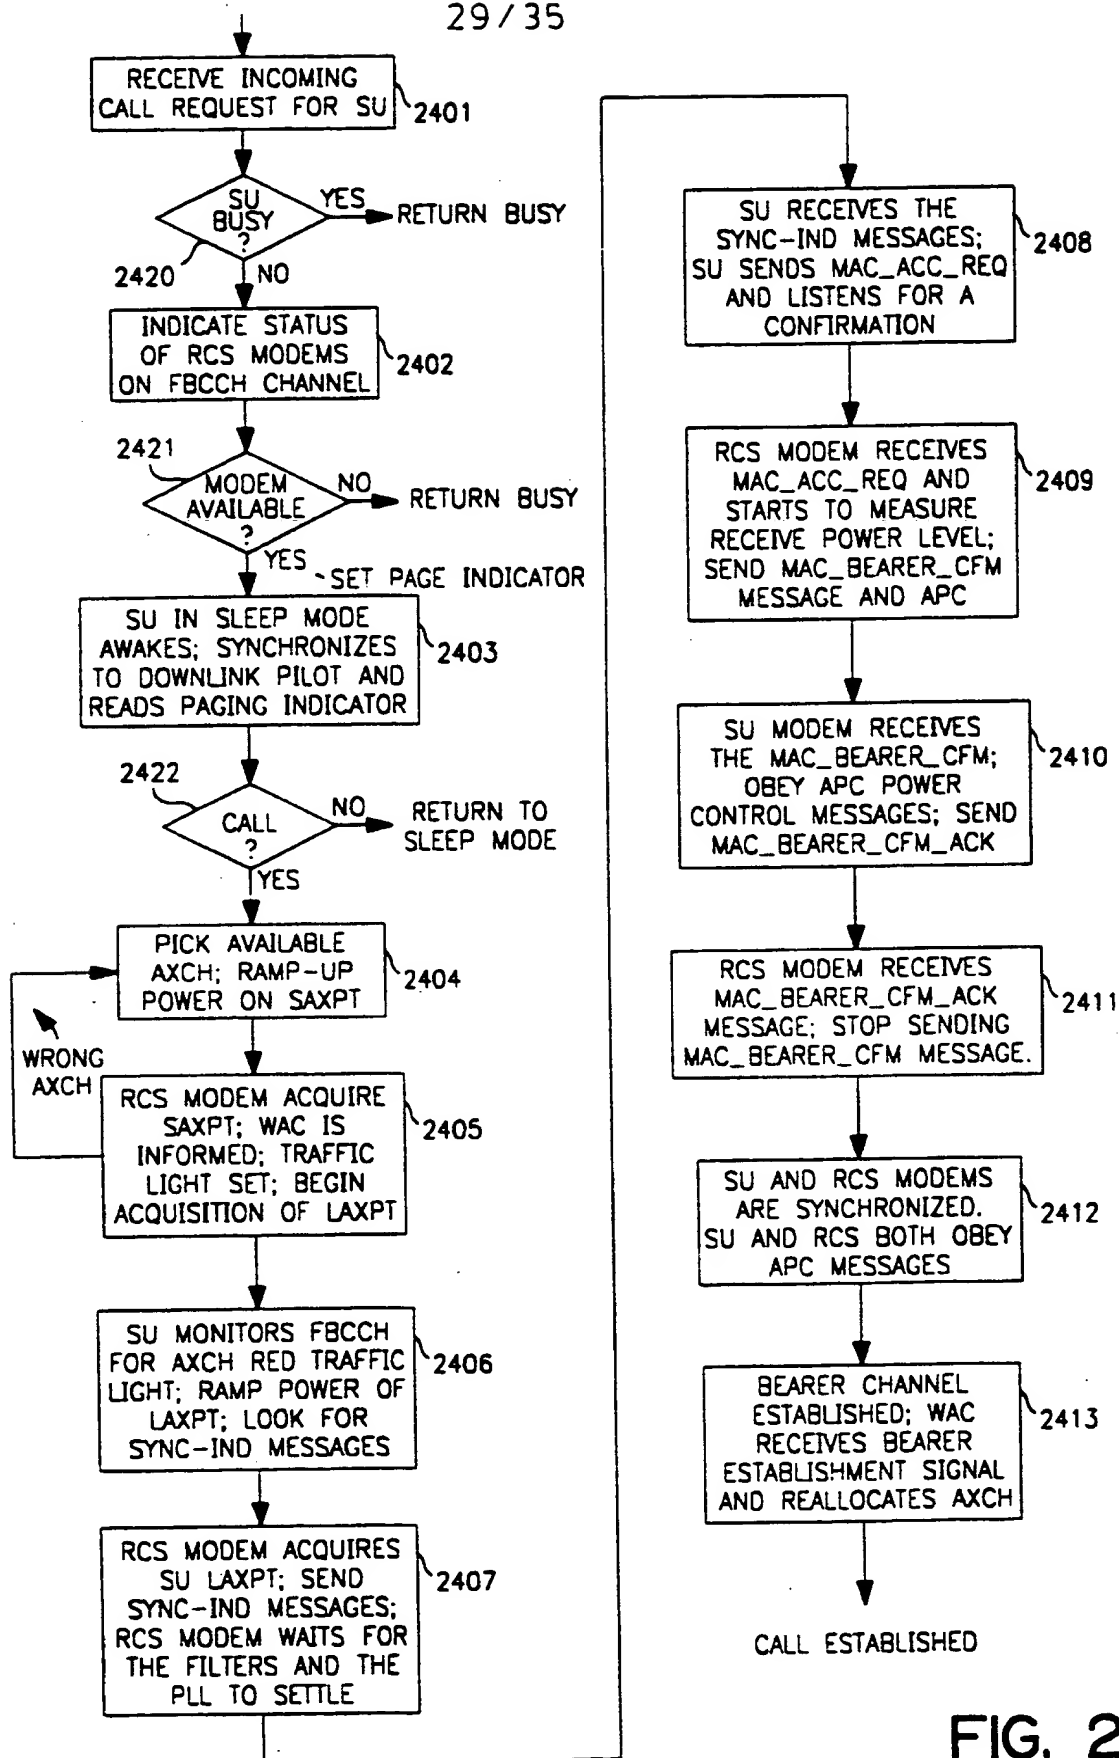 29/35
RECEIVE INCOMING
CALL REQUEST FOR SU
2401
SU
BUSY
?
YES
RETURN BUSY
2420
NO
INDICATE STATUS
OF RCS MODEMS
ON FBCCH CHANNEL
2402
2421
MODEM
AVAILABLE
?
NO
RETURN BUSY
YES
SET PAGE INDICATOR
SU IN SLEEP MODE
AWAKES; SYNCHRONIZES
TO DOWNLINK PILOT AND
READS PAGING INDICATOR
2403
2422
CALL
?
NO
RETURN TO
SLEEP MODE
YES
PICK AVAILABLE
AXCH; RAMP-UP
POWER ON SAXPT
2404
WRONG
AXCH
RCS MODEM ACQUIRE
SAXPT; WAC IS
INFORMED; TRAFFIC
LIGHT SET; BEGIN
ACQUISITION OF LAXPT
2405
SU MONITORS FBCCH
FOR AXCH RED TRAFFIC
LIGHT; RAMP POWER OF
LAXPT; LOOK FOR
SYNC-IND MESSAGES
2406
RCS MODEM ACQUIRES
SU LAXPT; SEND
SYNC-IND MESSAGES;
RCS MODEM WAITS FOR
THE FILTERS AND THE
PLL TO SETTLE
2407
SU RECEIVES THE
SYNC-IND MESSAGES;
SU SENDS MAC_ACC_REQ
AND LISTENS FOR A
CONFIRMATION
2408
RCS MODEM RECEIVES
MAC_ACC_REQ AND
STARTS TO MEASURE
RECEIVE POWER LEVEL;
SEND MAC_BEARER_CFM
MESSAGE AND APC
2409
SU MODEM RECEIVES
THE MAC_BEARER_CFM;
OBEY APC POWER
CONTROL MESSAGES; SEND
MAC_BEARER_CFM_ACK
2410
RCS MODEM RECEIVES
MAC_BEARER_CFM_ACK
MESSAGE; STOP SENDING
MAC_BEARER_CFM MESSAGE.
2411
SU AND RCS MODEMS
ARE SYNCHRONIZED.
SU AND RCS BOTH OBEY
APC MESSAGES
2412
BEARER CHANNEL
ESTABLISHED; WAC
RECEIVES BEARER
ESTABLISHMENT SIGNAL
AND REALLOCATES AXCH
2413
CALL ESTABLISHED
FIG. 2